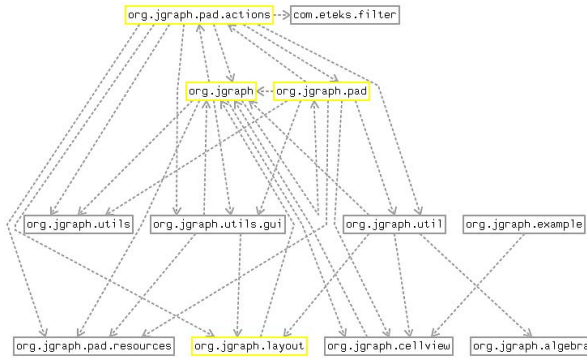 org.jgraph.pad.actions
com.eteks.filter
org.jgraph
org.jgraph.pad
org.jgraph.utils
org.jgraph.utils.gui
org.jgraph.util
org.jgraph.example
org.jgraph.pad.resources
org.jgraph.layout
org.jgraph.cellview
org.jgraph.algebra